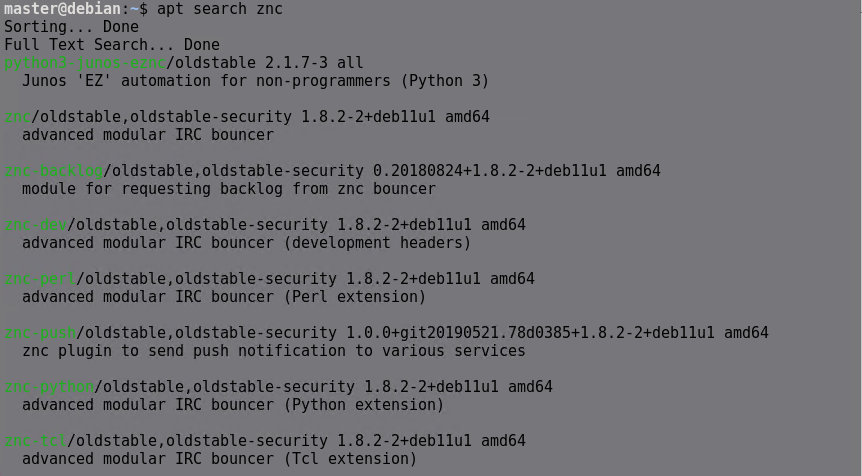 master@debian:~$ apt search znc
Sorting... Done
Full Text Search... Done
python3-junos-eznc/oldstable 2.1.7-3 all
Junos 'EZ' automation for non-programmers (Python 3)
znc/oldstable,oldstable-security 1.8.2-2+deb11u1 amd64
advanced modular IRC bouncer
znc-backlog/oldstable,oldstable-security 0.20180824+1.8.2-2+deb11u1 amd64
module for requesting backlog from znc bouncer
znc-dev/oldstable,oldstable-security 1.8.2-2+deb11u1 amd64
advanced modular IRC bouncer (development headers)
znc-perl/oldstable,oldstable-security 1.8.2-2+deb11u1 amd64
advanced modular IRC bouncer (Perl extension)
znc-push/oldstable,oldstable-security 1.0.0+git20190521.78d0385+1.8.2-2+deb11u1 amd64
znc plugin to send push notification to various services
znc-python/oldstable,oldstable-security 1.8.2-2+deb11u1 amd64
advanced modular IRC bouncer (Python extension)
znc-tcl/oldstable,oldstable-security 1.8.2-2+deb11u1 amd64
advanced modular IRC bouncer (Tcl extension)